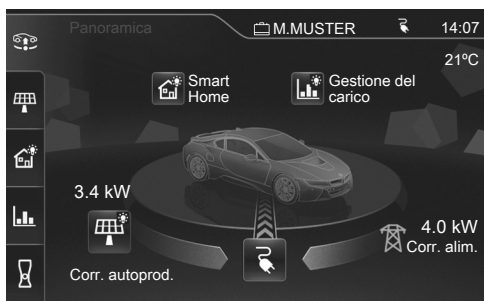 Panoramica
M.MUSTER
14:07
21ºC
Smart
Home
Gestione del
carico
3.4 kW
4.0 kW
Corr. alim.
Corr. autoprod.